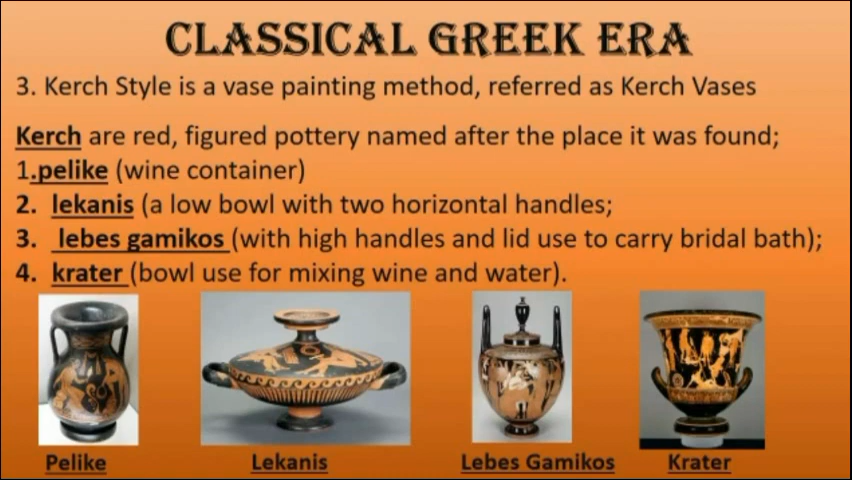 CLASSICAL GREEK ERA
3. Kerch Style is a vase painting method, referred as Kerch Vases
Kerch are red, figured pottery named after the place it was found;
1.pelike (wine container)
2. lekanis (a low bowl with two horizontal handles;
3. lebes gamikos (with high handles and lid use to carry bridal bath);
4. krater (bowl use for mixing wine and water).
Pelike Lekanis Lebes Gamikos Krater